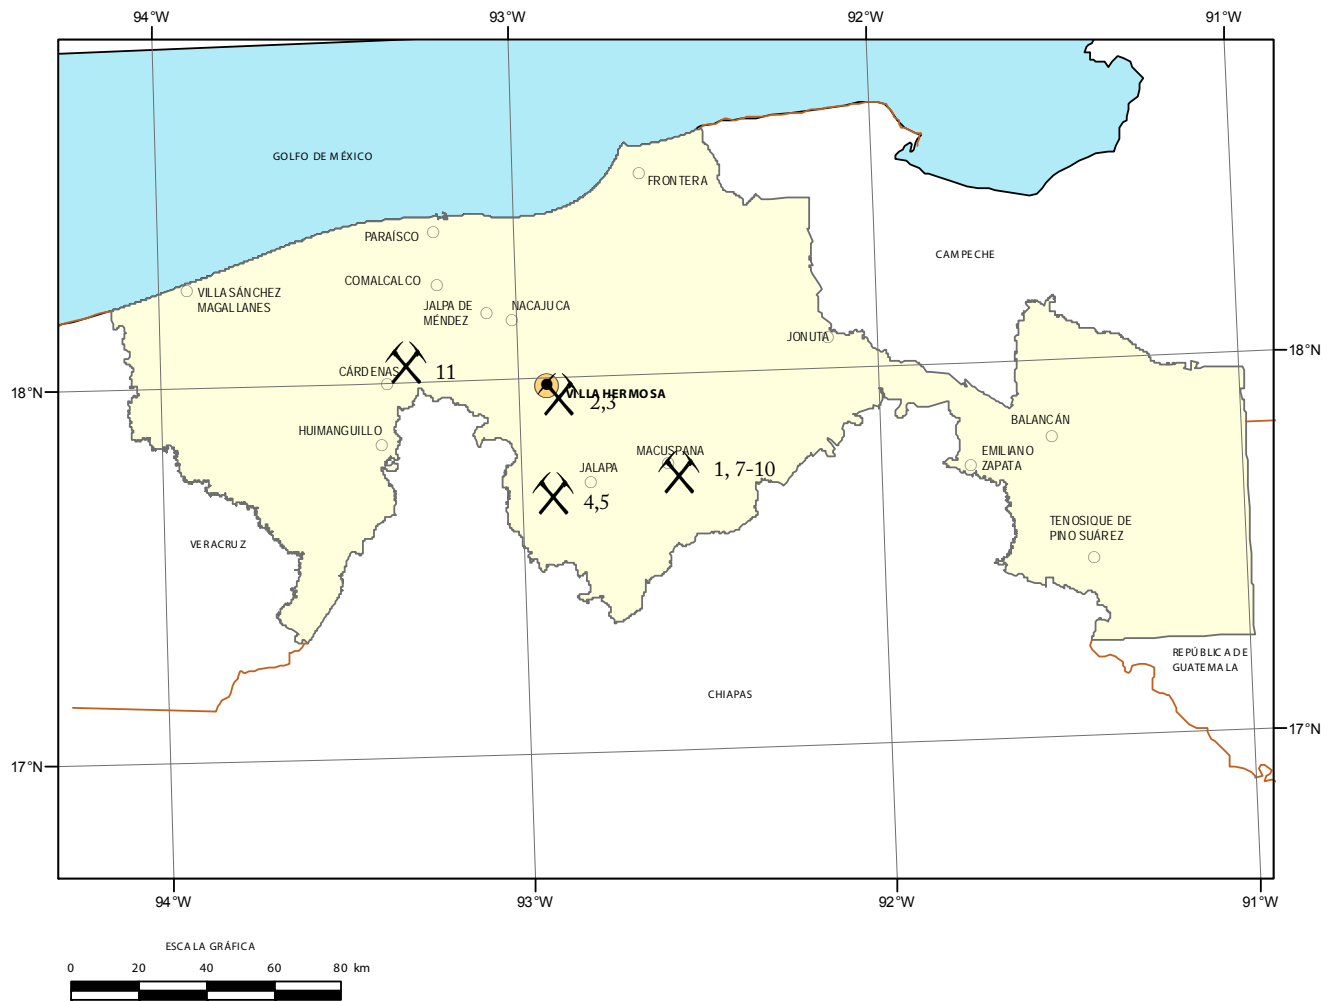 94°W 93°W 92°W 91°W
GOLFO DE MÉXICO
FRONTERA
PARAÍSCO
CAMPECHE
COMALCALCO
VILLA SÁNCHEZ
MAGALLANES
JALPA DE
MÉNDEZ
NACAJUCA
JONUTA
18°N
CÁRDENAS
11
18°N
VILLAHERMOSA
2,3
BALANCÁN
HUIMANGUILLO
MACUSPANA
EMILIANO
ZAPATA
JALAPA
1, 7-10
4,5
TENOSIQUE DE
PINO SUÁREZ
VERACRUZ
REPÚBLICA DE
GUATEMALA
CHIAPAS
17°N
17°N
94°W 93°W 92°W 91°W
ESCALA GRÁFICA
0 20 40 60 80 km